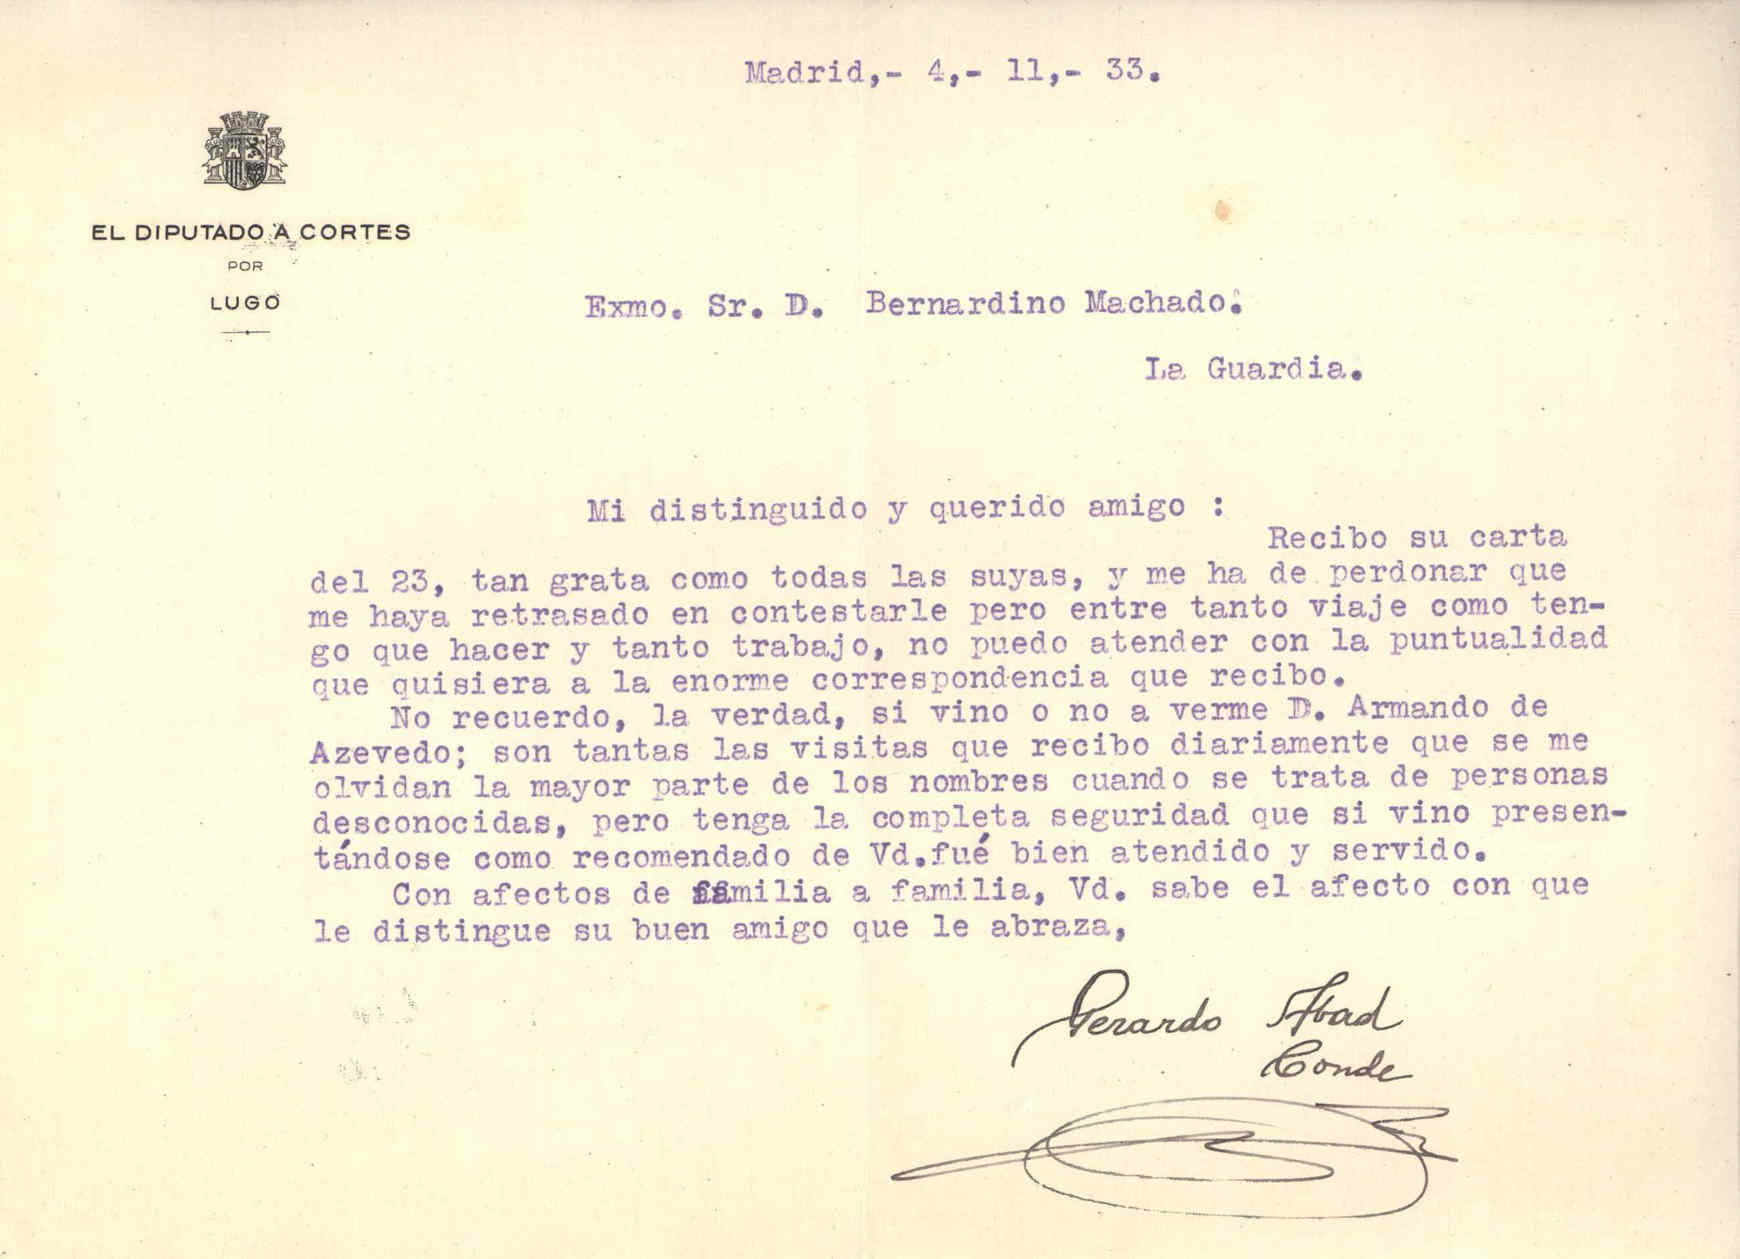 Madrid,- 4,- 11,- 33.
EL DIPUTADO A CORTES
POR
LUGO
Exmo. Sr. D. Bernardino Machado.
La Guardia.
Mi distinguido y querido amigo :
Recibo su carta
del 23, tan grata como todas las suyas, y me ha de perdonar que
me haya retrasado en contestarle pero entre tanto viaje como ten-
go que hacer y tanto trabajo, no puedo atender con la puntualidad
que quisiera a la enorme correspondencia que recibo.
No recuerdo, la verdad, si vino o no a verme D. Armando de
Azevedo; son tantas las visitas que recibo diariamente que se me
olvidan la mayor parte de los nombres cuando se trata de personas
desconocidas, pero tenga la completa seguridad que si vino presen-
tándose como recomendado de Vd.fué bien atendido y servido.
Con afectos de familia a familia, Vd. sabe el afecto con que
le distingue su buen amigo que le abraza,
Gerardo Abad
Conde